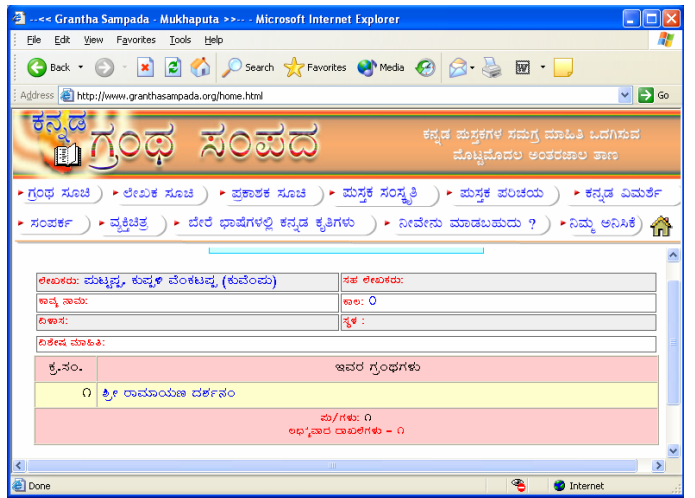 --<< Grantha Sampada - Mukhaputa >>-- - Microsoft Internet Explorer
File Edit View Favorites Tools Help
Back Search Favorites Media
Address http://www.granthasampada.org/home.html Go
ಕನ್ನಡ
ಗ್ರಂಥ ಸಂಪದ
ಕನ್ನಡ ಪುಸ್ತಕಗಳ ಸಮಗ್ರ ಮಾಹಿತಿ ಒದಗಿಸುವ
ಮೊಟ್ಟಮೊದಲ ಅಂತರಜಾಲ ತಾಣ
ಗ್ರಂಥ ಸೂಚಿ ಲೇಖಕ ಸೂಚಿ ಪ್ರಕಾಶಕ ಸೂಚಿ ಪುಸ್ತಕ ಸಂಸ್ಕೃತಿ ಪುಸ್ತಕ ಪರಿಚಯ ಕನ್ನಡ ವಿಮರ್ಶೆ
ಸಂಪರ್ಕ ವ್ಯಕ್ತಿಚಿತ್ರ ಬೇರೆ ಭಾಷೆಗಳಲ್ಲಿ ಕನ್ನಡ ಕೃತಿಗಳು ನೀವೇನು ಮಾಡಬಹುದು ? ನಿಮ್ಮ ಅನಿಸಿಕೆ
ಲೇಖಕರು: ಪುಟ್ಟಪ್ಪ, ಕುಪ್ಪಳಿ ವೆಂಕಟಪ್ಪ (ಕುವೆಂಪು) ಸಹ ಲೇಖಕರು:
ಕಾವ್ಯ ನಾಮ: ಕಾಲ: 0
ವಿಳಾಸ: ಸ್ಥಳ :
ವಿಶೇಷ ಮಾಹಿತಿ:
ಕ್ರ.ಸಂ. ಇವರ ಗ್ರಂಥಗಳು
೧ ಶ್ರೀ ರಾಮಾಯಣ ದರ್ಶನಂ
ಪು/ಗಳು: ೧
ಲಭ್ಯವಾದ ದಾಖಲೆಗಳು - ೧
Done Internet